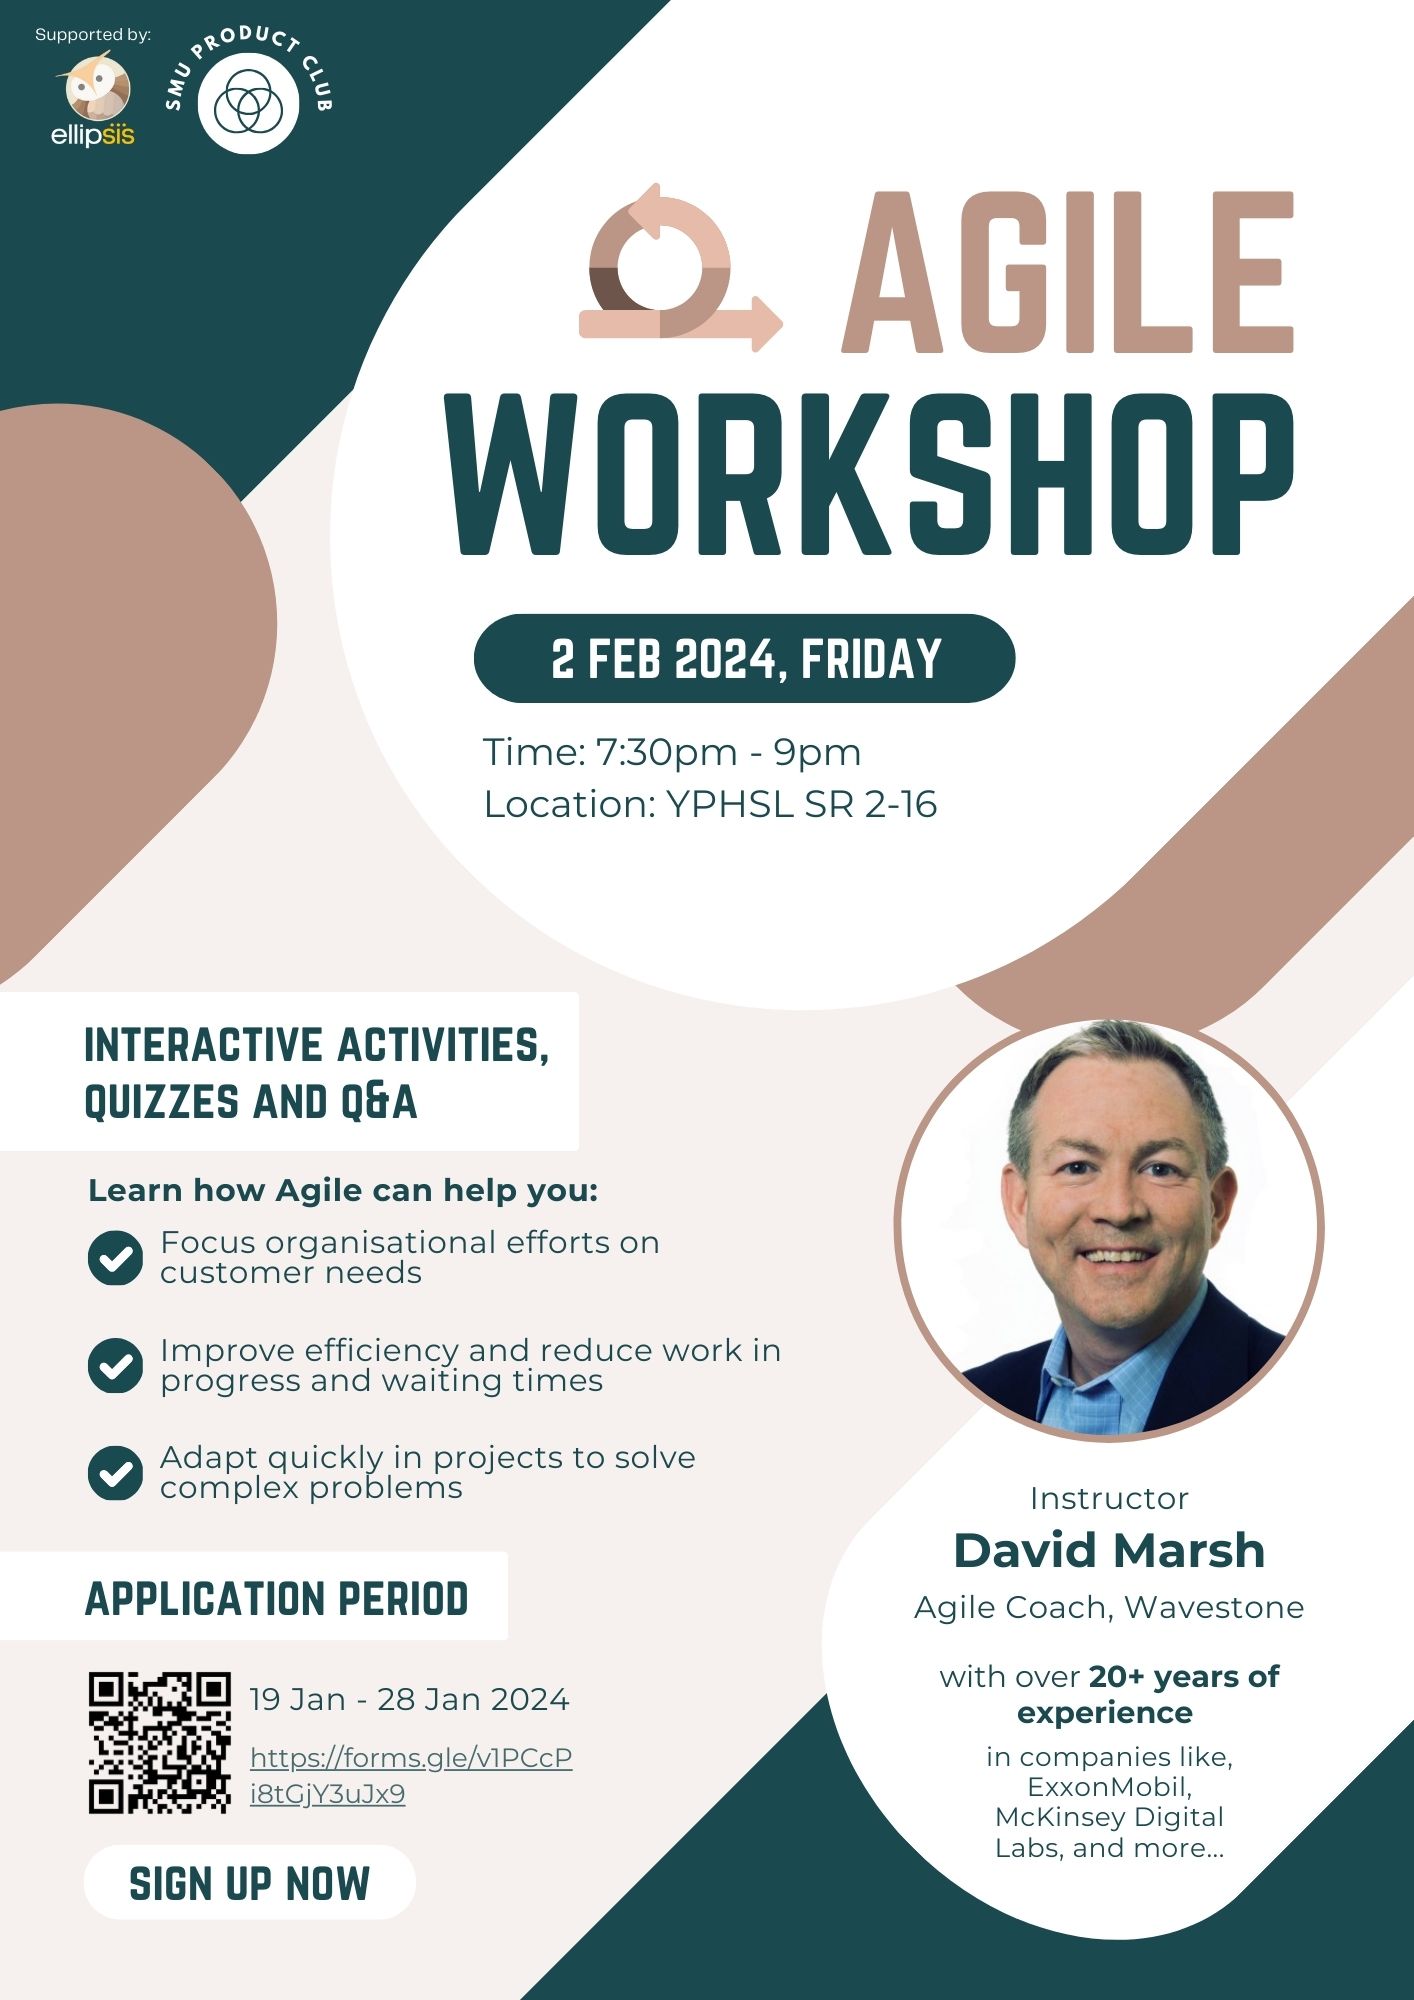 Supported by:
ellipsis
SMU PRODUCT CLUB
AGILE
WORKSHOP
2 FEB 2024, FRIDAY
Time: 7:30pm - 9pm
Location: YPHSL SR 2-16
INTERACTIVE ACTIVITIES,
QUIZZES AND Q&A
Learn how Agile can help you:
Focus organisational efforts on
customer needs
Improve efficiency and reduce work in
progress and waiting times
Adapt quickly in projects to solve
complex problems
APPLICATION PERIOD
19 Jan - 28 Jan 2024
https://forms.gle/v1PCcP
i8tGjY3uJx9
SIGN UP NOW
Instructor
David Marsh
Agile Coach, Wavestone
with over 20+ years of
experience
in companies like,
ExxonMobil,
McKinsey Digital
Labs, and more...